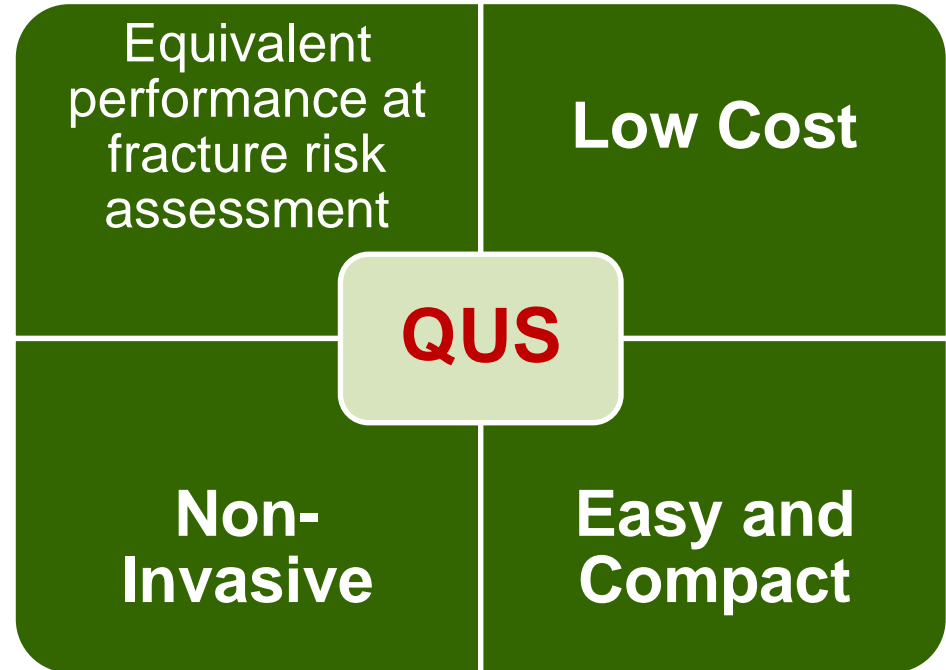 Equivalent
performance at
fracture risk
assessment
Low Cost
QUS
Non-
Invasive
Easy and
Compact